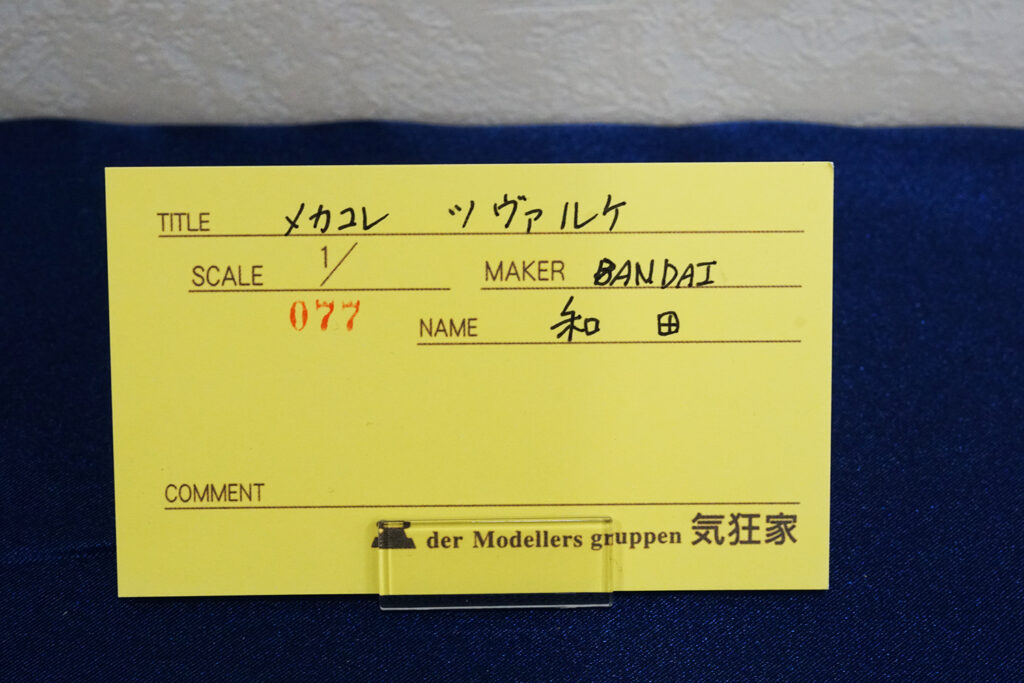 TITLE メカコレ ツヴァルケ
SCALE 1/ MAKER BANDAI
077
NAME 和田
COMMENT
der Modellers gruppen 気狂家